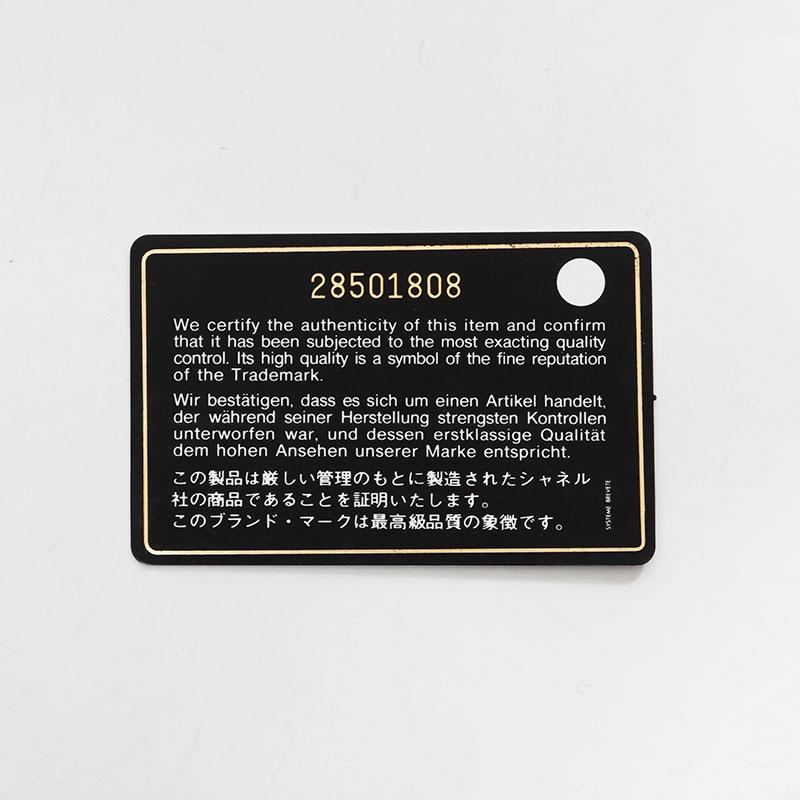 28501808
We certify the authenticity of this item and confirm
that it has been subjected to the most exacting quality
control. Its high quality is a symbol of the fine reputation
of the Trademark.
Wir bestätigen, dass es sich um einen Artikel handelt,
der während seiner Herstellung strengsten Kontrollen
unterworfen war, und dessen erstklassige Qualität
dem hohen Ansehen unserer Marke entspricht.
この製品は厳しい管理のもとに製造されたシャネル
社の商品であることを証明いたします。
このブランド・マークは最高級品質の象徴です。
SYSTEME BREVETE